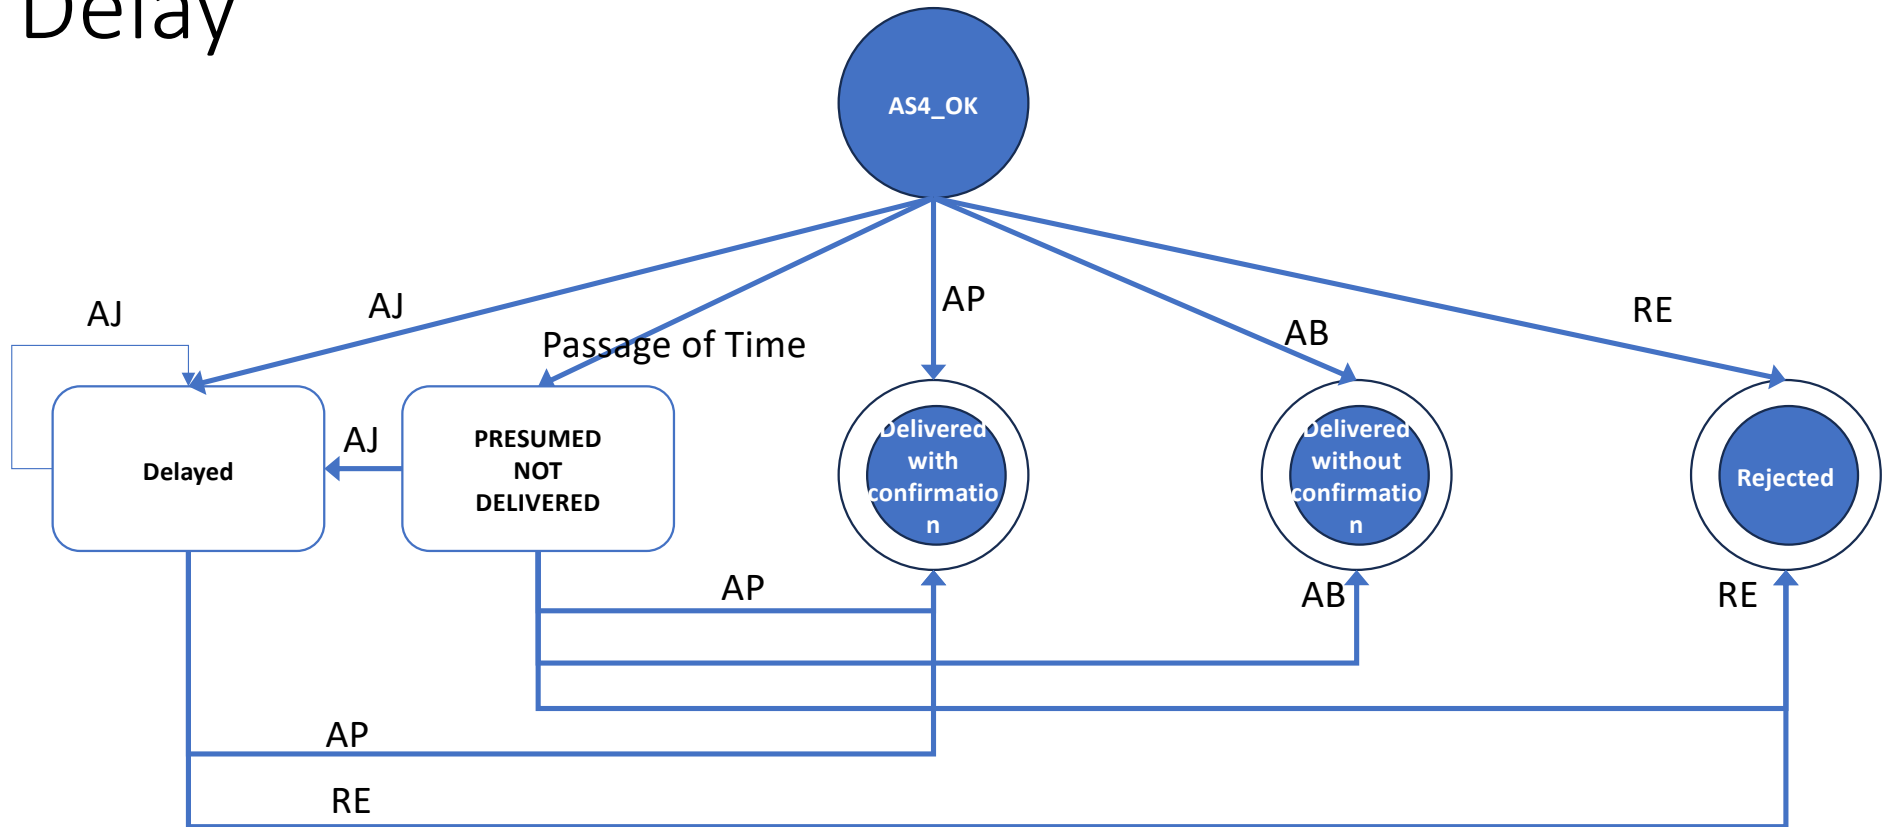 Delay
AS4_OK
AJ
AJ
Passage of Time
AP
AB
RE
Delayed
AJ
PRESUMED
NOT
DELIVERED
Delivered
with
confirmatio
n
Delivered
without
confirmatio
n
Rejected
AP
AB
RE
AP
RE